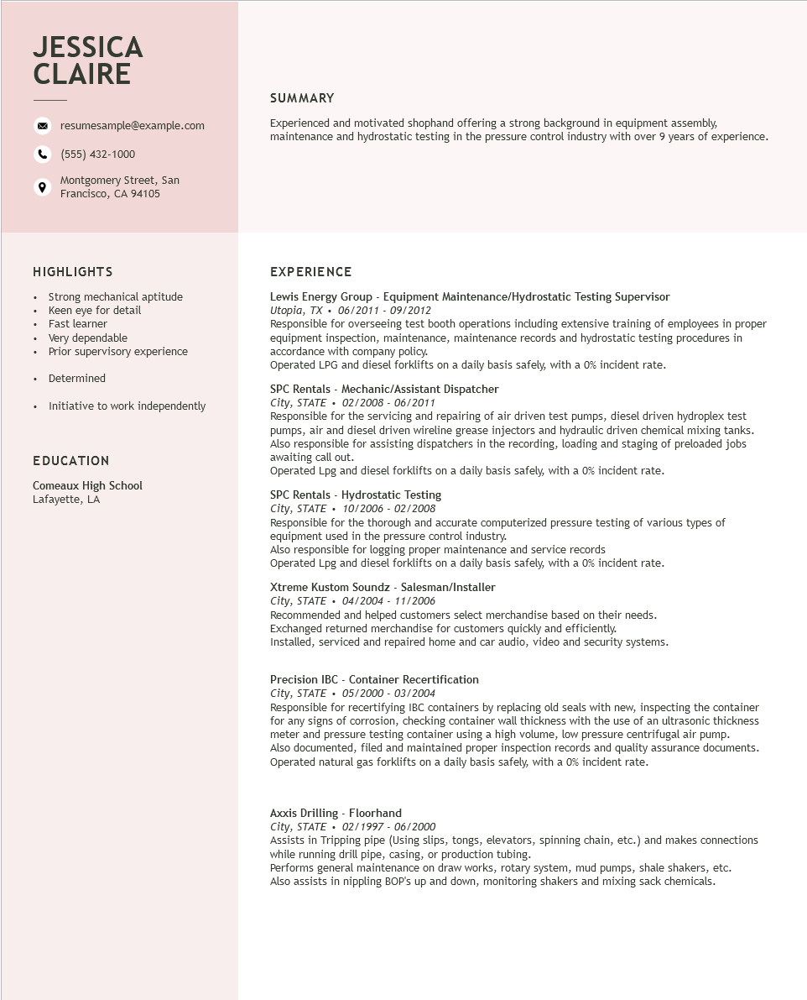 JESSICA
CLAIRE
resumesample@example.com
(555) 432-1000
Montgomery Street, San
Francisco, CA 94105
SUMMARY
Experienced and motivated shophand offering a strong background in equipment assembly,
maintenance and hydrostatic testing in the pressure control industry with over 9 years of experience.
HIGHLIGHTS
• Strong mechanical aptitude
• Keen eye for detail
• Fast learner
• Very dependable
• Prior supervisory experience
• Determined
• Initiative to work independently
EDUCATION
Comeaux High School
Lafayette, LA
EXPERIENCE
Lewis Energy Group - Equipment Maintenance/Hydrostatic Testing Supervisor
Utopia, TX • 06/2011 - 09/2012
Responsible for overseeing test booth operations including extensive training of employees in proper
equipment inspection, maintenance, maintenance records and hydrostatic testing procedures in
accordance with company policy.
Operated LPG and diesel forklifts on a daily basis safely, with a 0% incident rate.
SPC Rentals - Mechanic/Assistant Dispatcher
City, STATE • 02/2008 - 06/2011
Responsible for the servicing and repairing of air driven test pumps, diesel driven hydroplex test
pumps, air and diesel driven wireline grease injectors and hydraulic driven chemical mixing tanks.
Also responsible for assisting dispatchers in the recording, loading and staging of preloaded jobs
awaiting call out.
Operated Lpg and diesel forklifts on a daily basis safely, with a 0% incident rate.
SPC Rentals - Hydrostatic Testing
City, STATE • 10/2006 - 02/2008
Responsible for the thorough and accurate computerized pressure testing of various types of
equipment used in the pressure control industry.
Also responsible for logging proper maintenance and service records
Operated Lpg and diesel forklifts on a daily basis safely, with a 0% incident rate.
Xtreme Kustom Soundz - Salesman/Installer
City, STATE • 04/2004 - 11/2006
Recommended and helped customers select merchandise based on their needs.
Exchanged returned merchandise for customers quickly and efficiently.
Installed, serviced and repaired home and car audio, video and security systems.
Precision IBC - Container Recertification
City, STATE • 05/2000 - 03/2004
Responsible for recertifying IBC containers by replacing old seals with new, inspecting the container
for any signs of corrosion, checking container wall thickness with the use of an ultrasonic thickness
meter and pressure testing container using a high volume, low pressure centrifugal air pump.
Also documented, filed and maintained proper inspection records and quality assurance documents.
Operated natural gas forklifts on a daily basis safely, with a 0% incident rate.
Axxis Drilling - Floorhand
City, STATE • 02/1997 - 06/2000
Assists in Tripping pipe (Using slips, tongs, elevators, spinning chain, etc.) and makes connections
while running drill pipe, casing, or production tubing.
Performs general maintenance on draw works, rotary system, mud pumps, shale shakers, etc.
Also assists in nippling BOP's up and down, monitoring shakers and mixing sack chemicals.